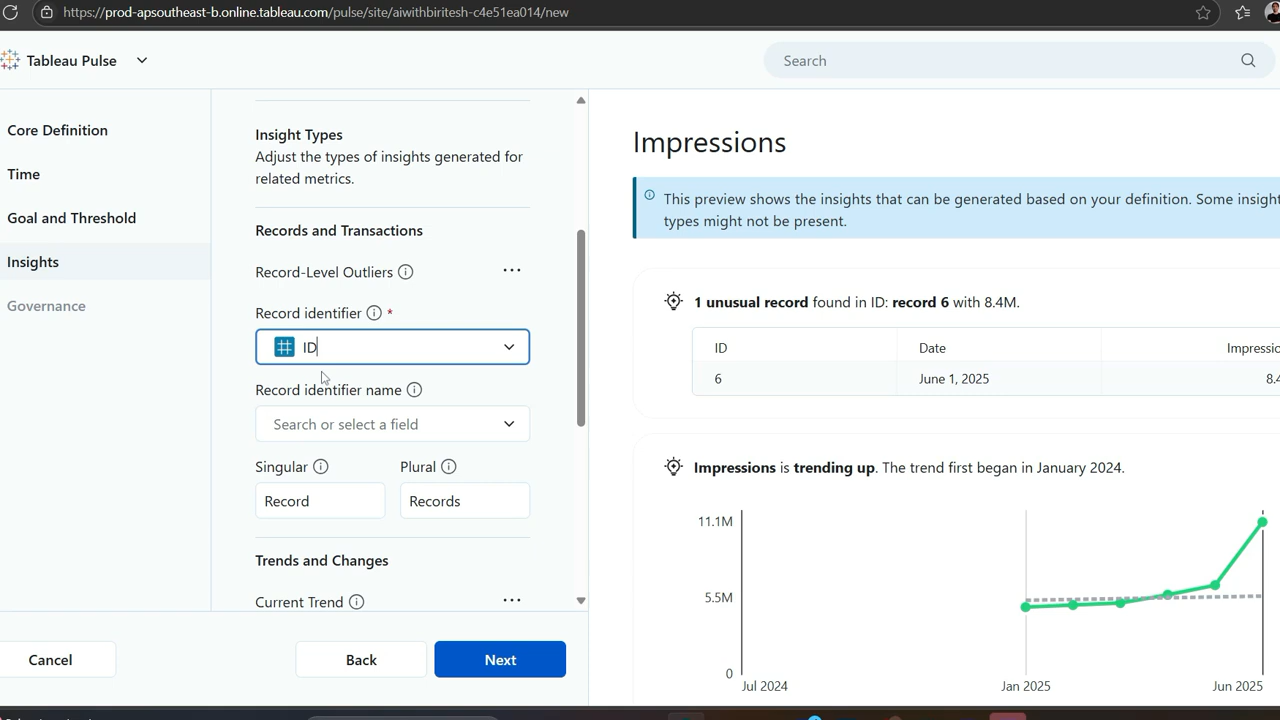 https://prod-apsoutheast-b.online.tableau.com/pulse/site/aiwithbiritesh-c4e51ea014/new
Tableau Pulse
Search
Core Definition
Time
Goal and Threshold
Insights
Governance
Insight Types
Adjust the types of insights generated for
related metrics.
Records and Transactions
Record-Level Outliers
Record identifier *
ID
Record identifier name
Search or select a field
Singular
Plural
Record
Records
Trends and Changes
Current Trend
Cancel
Back
Next
Impressions
This preview shows the insights that can be generated based on your definition. Some insight
types might not be present.
1 unusual record found in ID: record 6 with 8.4M.
ID
Date
Impressio
6
June 1, 2025
8.4
Impressions is trending up. The trend first began in January 2024.
11.1M
5.5M
0
Jul 2024
Jan 2025
Jun 2025